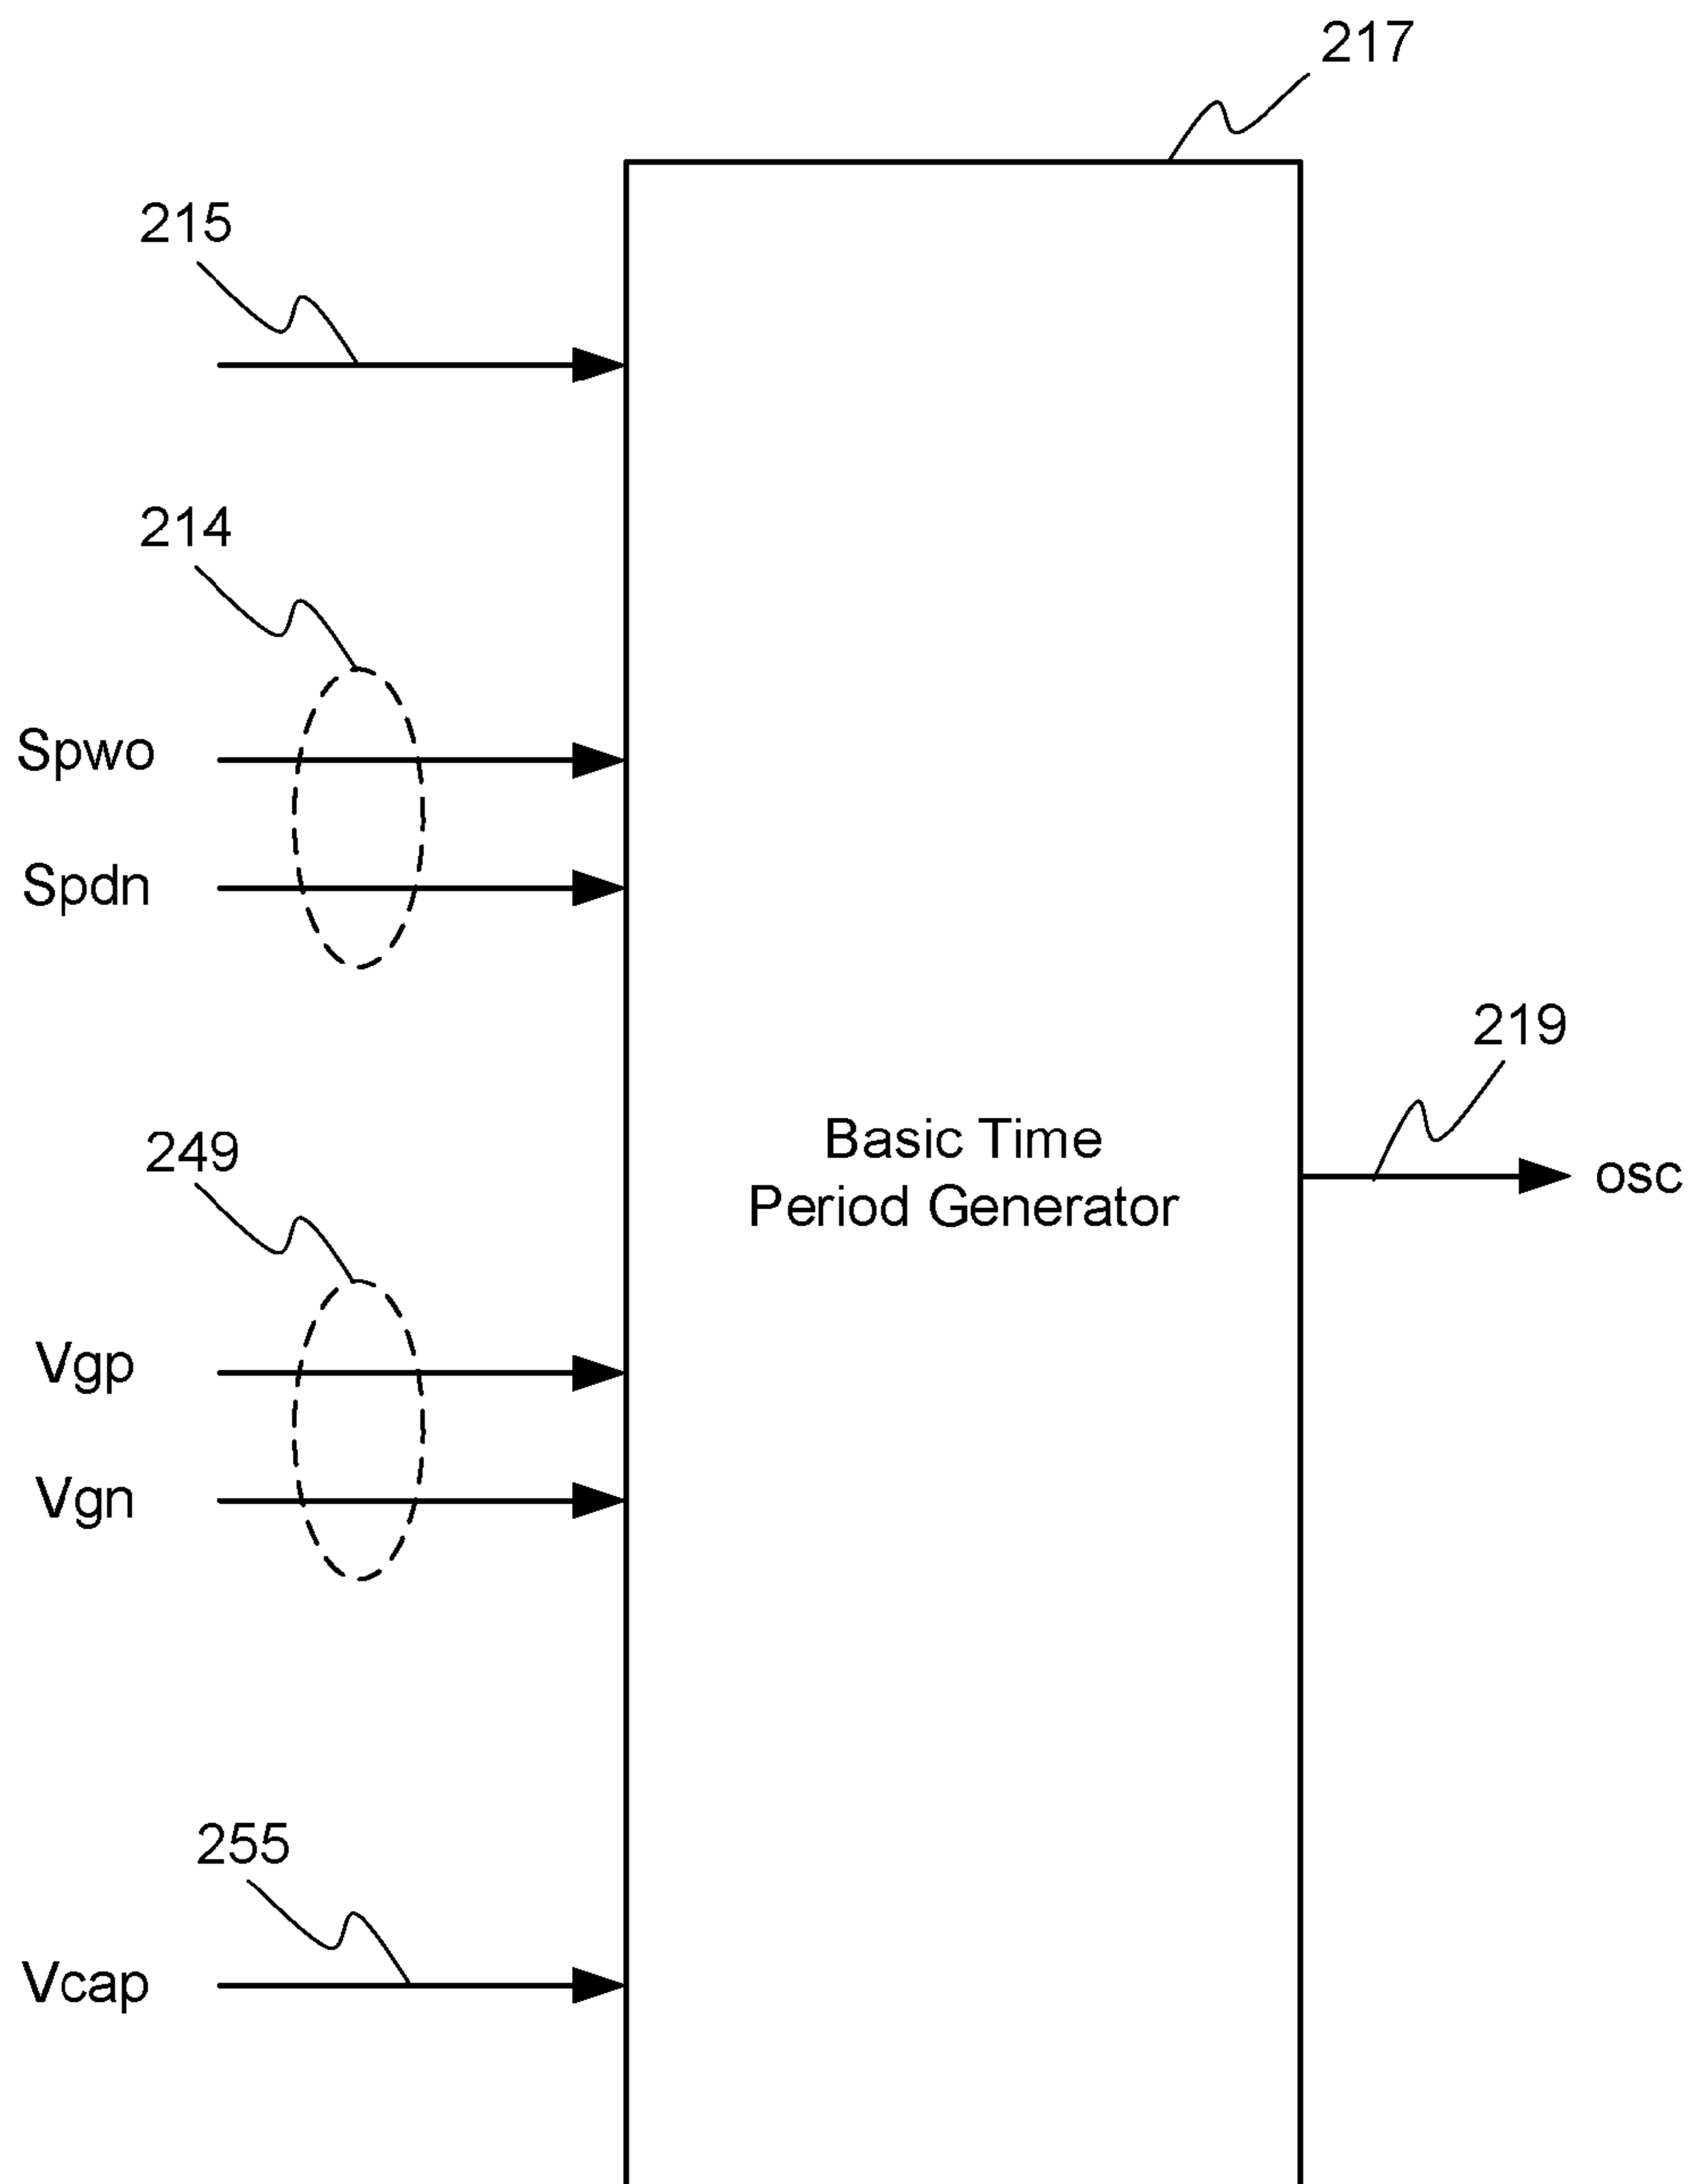 217
215
214
Spwo
Spdn
219
Basic Time
Period Generator
osc
249
Vgp
Vgn
255
Vcap